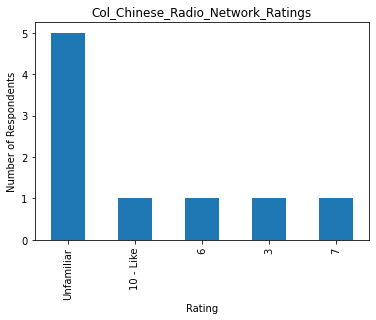 Col_Chinese_Radio_Network_Ratings
Number of Respondents
5
4
3
2
1
0
Unfamiliar
10 - Like
6
3
7
Rating